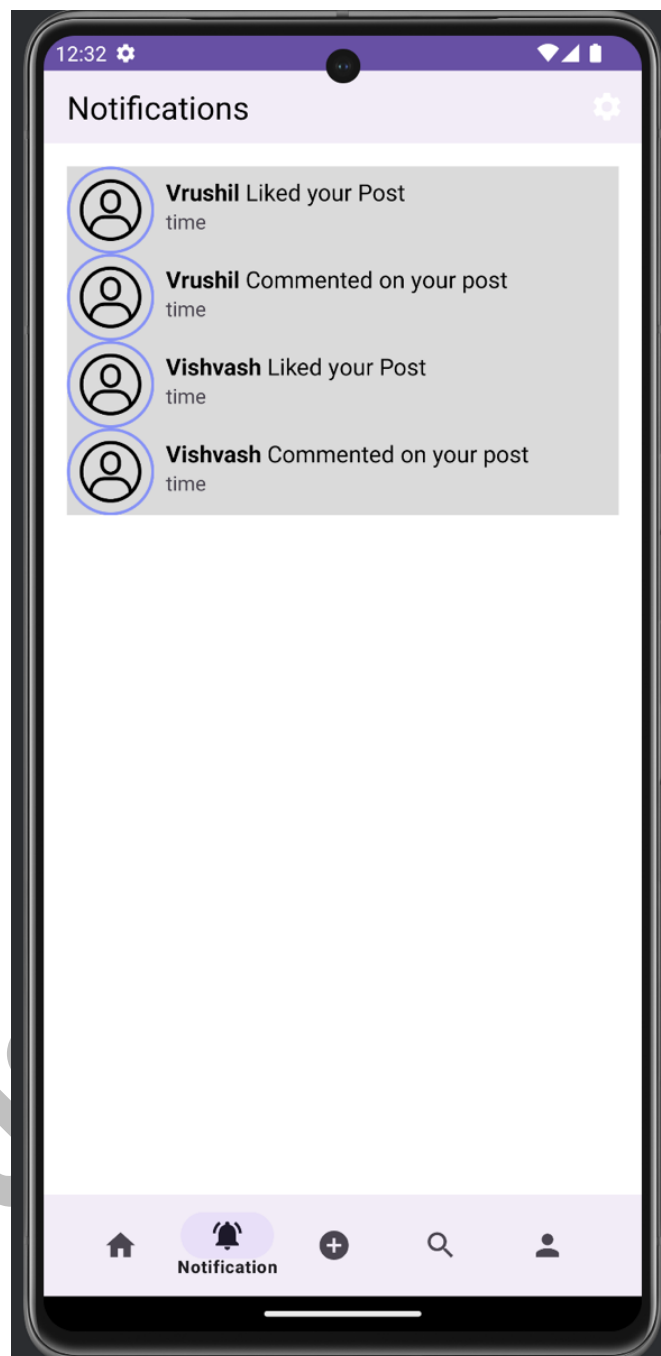 12:32
Notifications
Vrushil Liked your Post
time
Vrushil Commented on your post
time
Vishvash Liked your Post
time
Vishvash Commented on your post
time
Notification